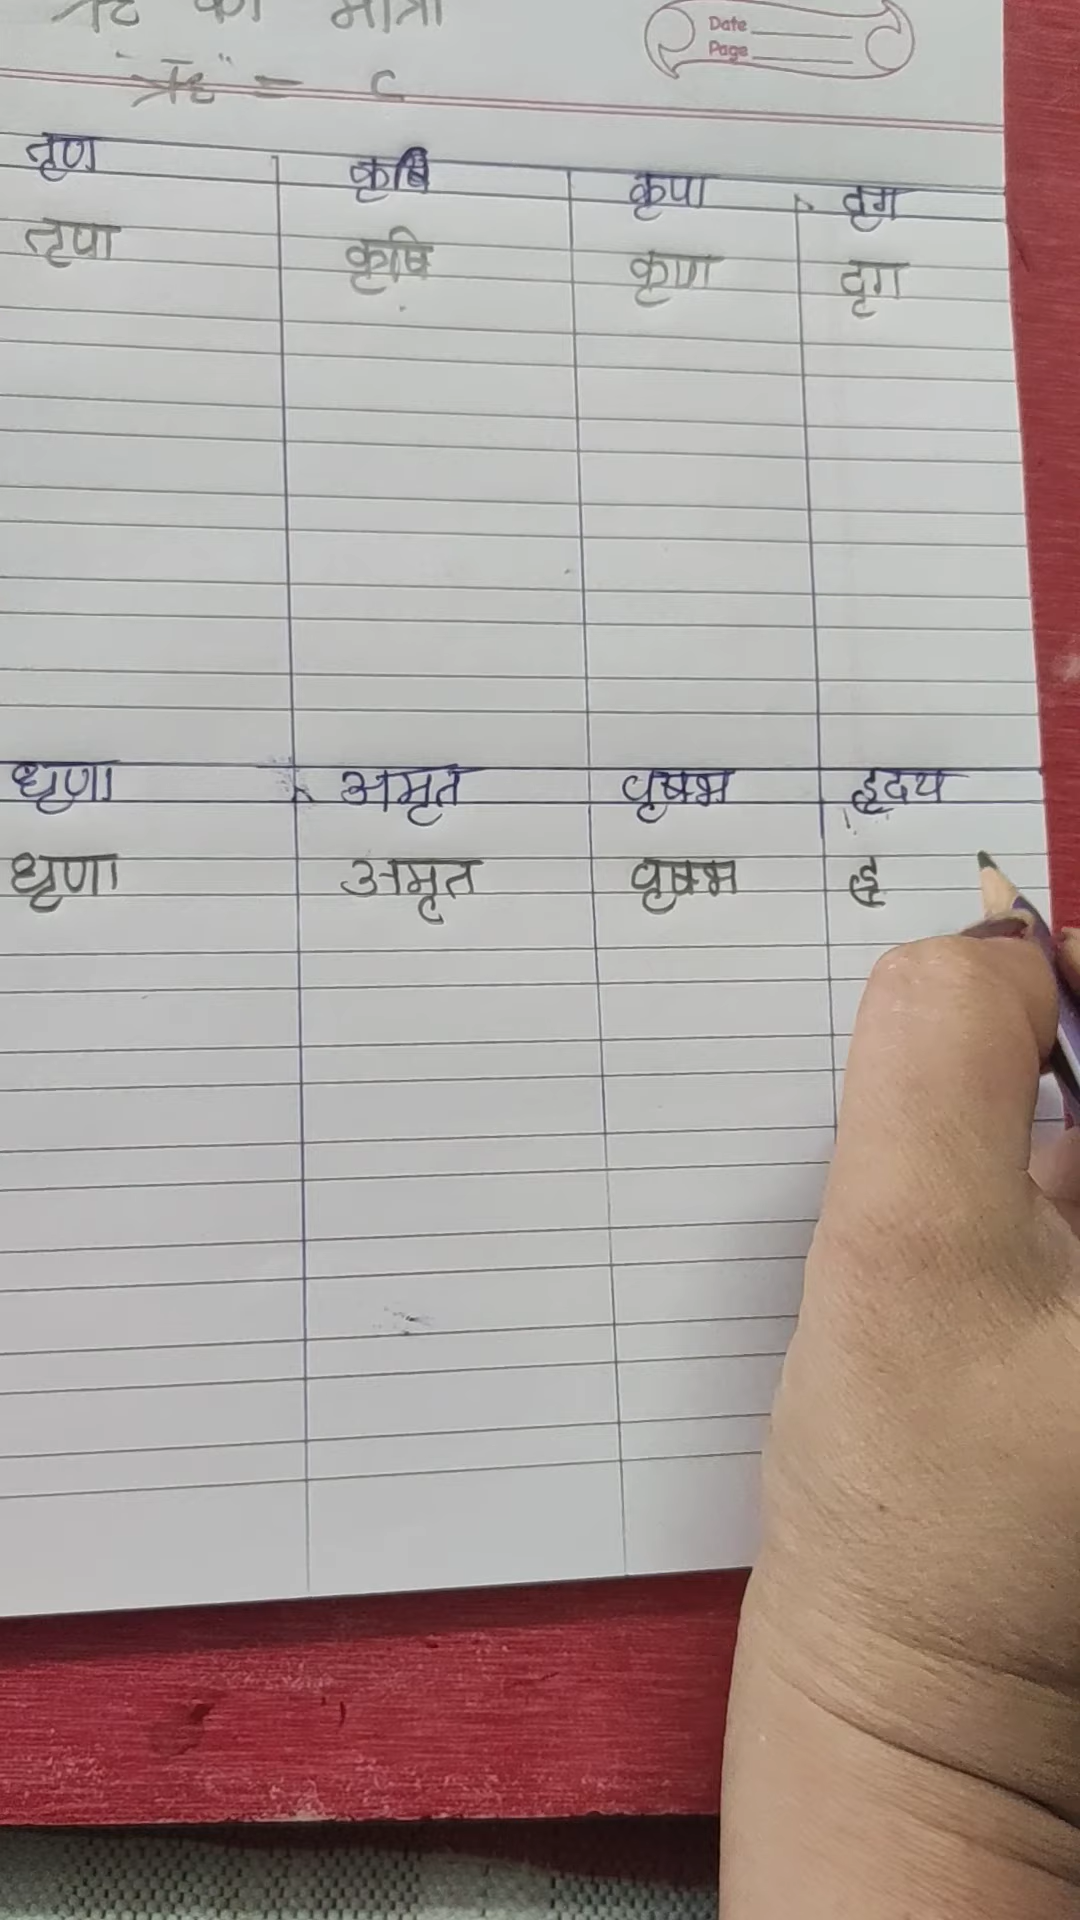 ऋ की मात्रा
Date
Page
"ऋ" = ृ
तृण कृषि कृपा दृग
तृण कृषि कृपा दृग
धृणा अमृत वृषभ हृदय
धृणा अमृत वृषभ हृ